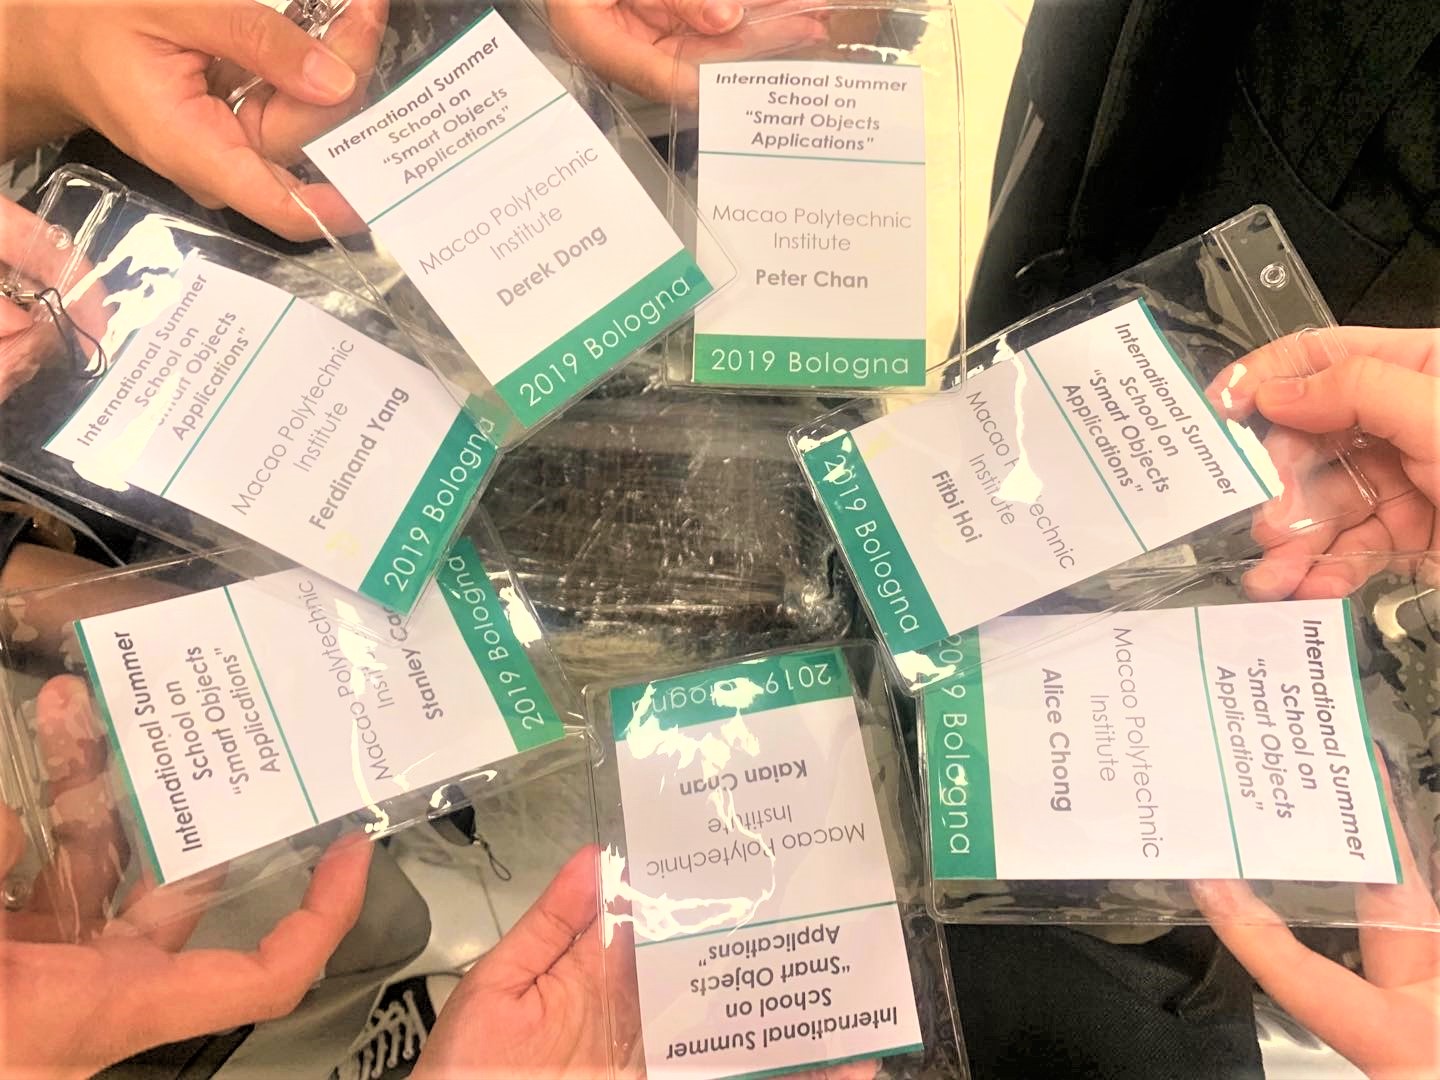 International Summer
School on
“Smart Objects
Applications”
Macao Polytechnic
Institute
Derek Dong
2019 Bologna
International Summer
School on
“Smart Objects
Applications”
Macao Polytechnic
Institute
Peter Chan
2019 Bologna
International Summer
School on
“Smart Objects
Applications”
Macao Polytechnic
Institute
Fitbi Hoi
2019 Bologna
International Summer
School on
“Smart Objects
Applications”
Macao Polytechnic
Institute
Alice Chong
2019 Bologna
International Summer
School on
“Smart Objects
Applications”
Macao Polytechnic
Institute
Kaian Chan
2019 Bologna
International Summer
School on
“Smart Objects
Applications”
Macao Polytechnic
Institute
Stanley
2019 Bologna
International Summer
School on
“Smart Objects
Applications”
Macao Polytechnic
Institute
Ferdinand Yang
2019 Bologna